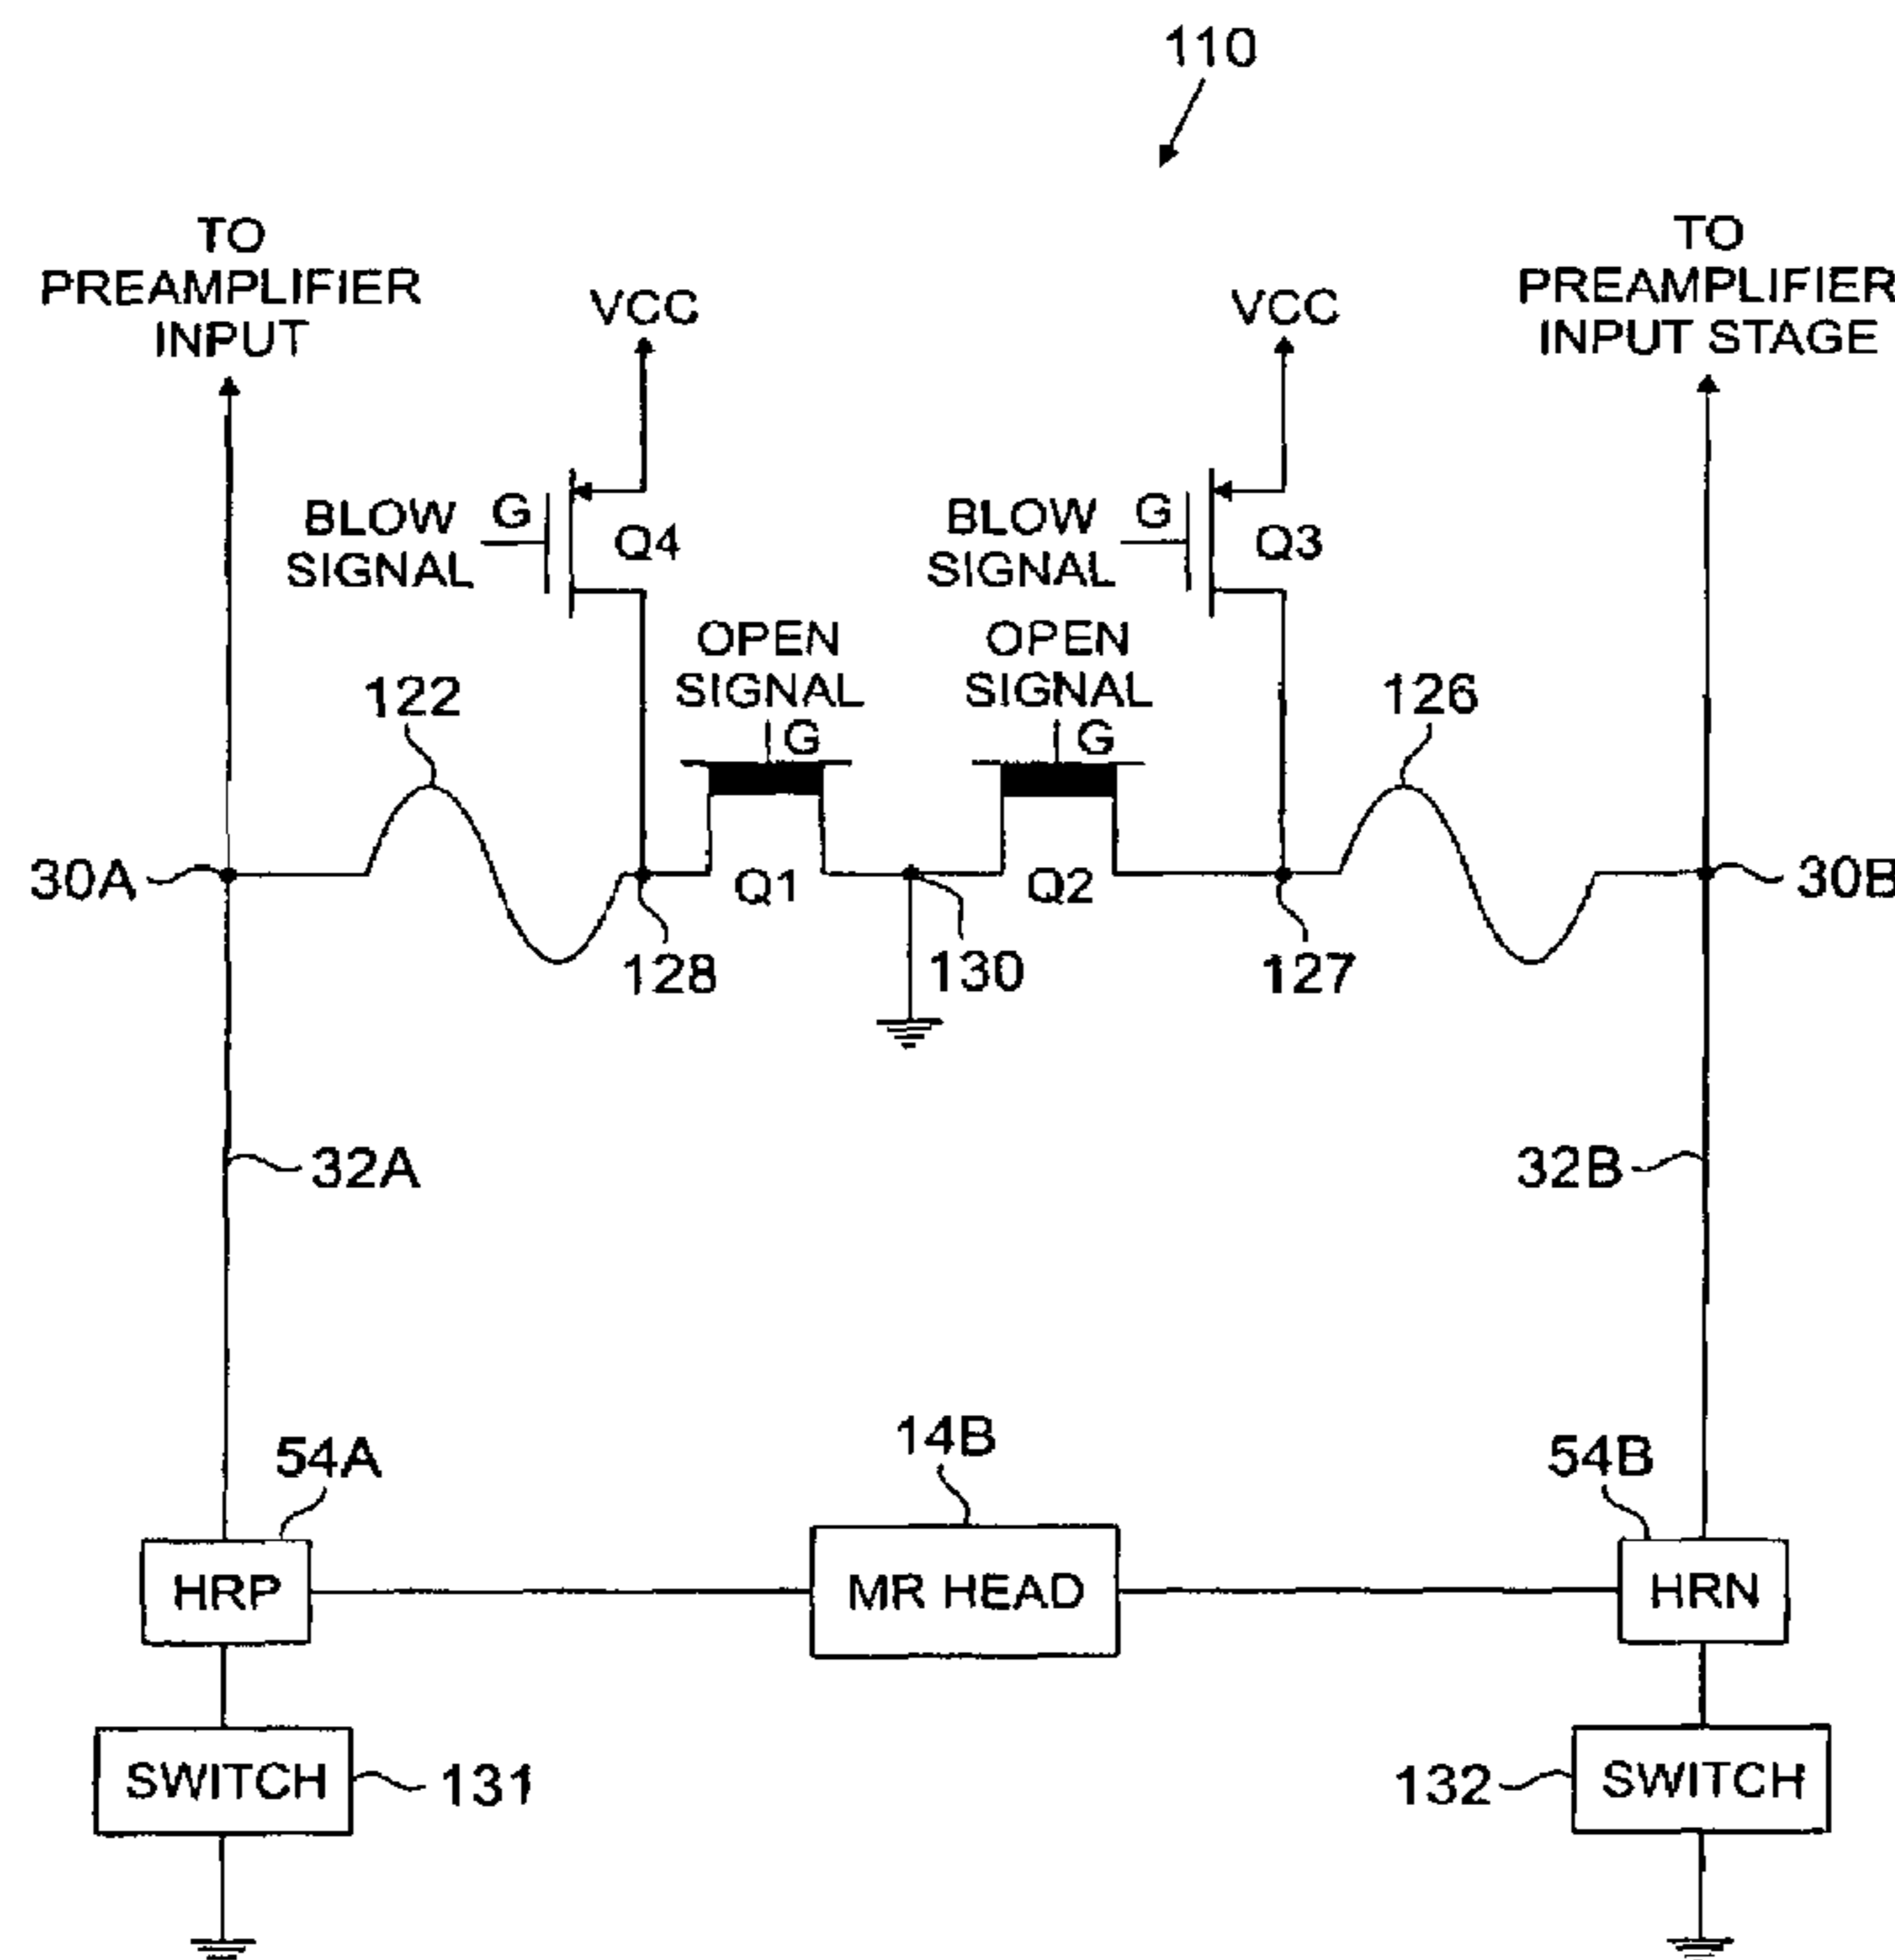 110
TO
PREAMPLIFIER
INPUT
TO
PREAMPLIFIER
INPUT STAGE
VCC
VCC
BLOW
SIGNAL
G
Q4
BLOW
SIGNAL
G
Q3
OPEN
SIGNAL
G
OPEN
SIGNAL
G
122
126
30A
Q1
Q2
30B
128
130
127
32A
32B
54A
14B
54B
HRP
MR HEAD
HRN
SWITCH
131
132
SWITCH